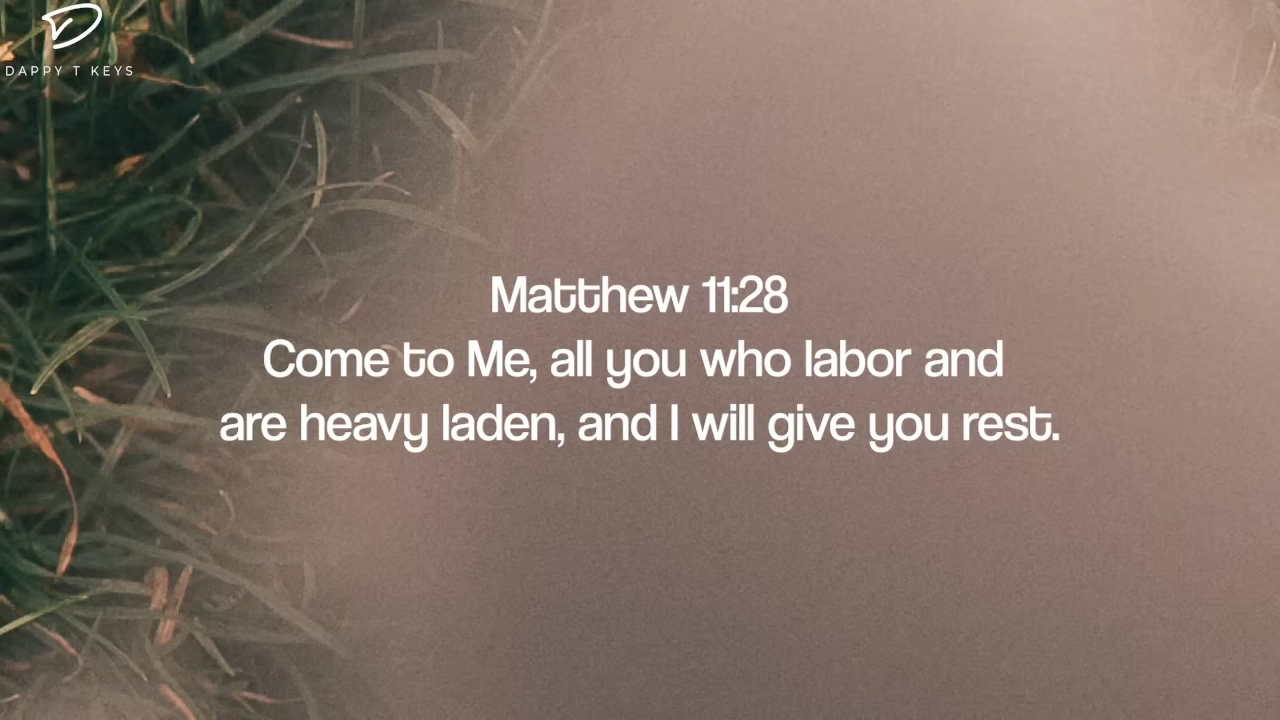 DAPPY T KEYS
Matthew 11:28
Come to Me, all you who labor and
are heavy laden, and I will give you rest.